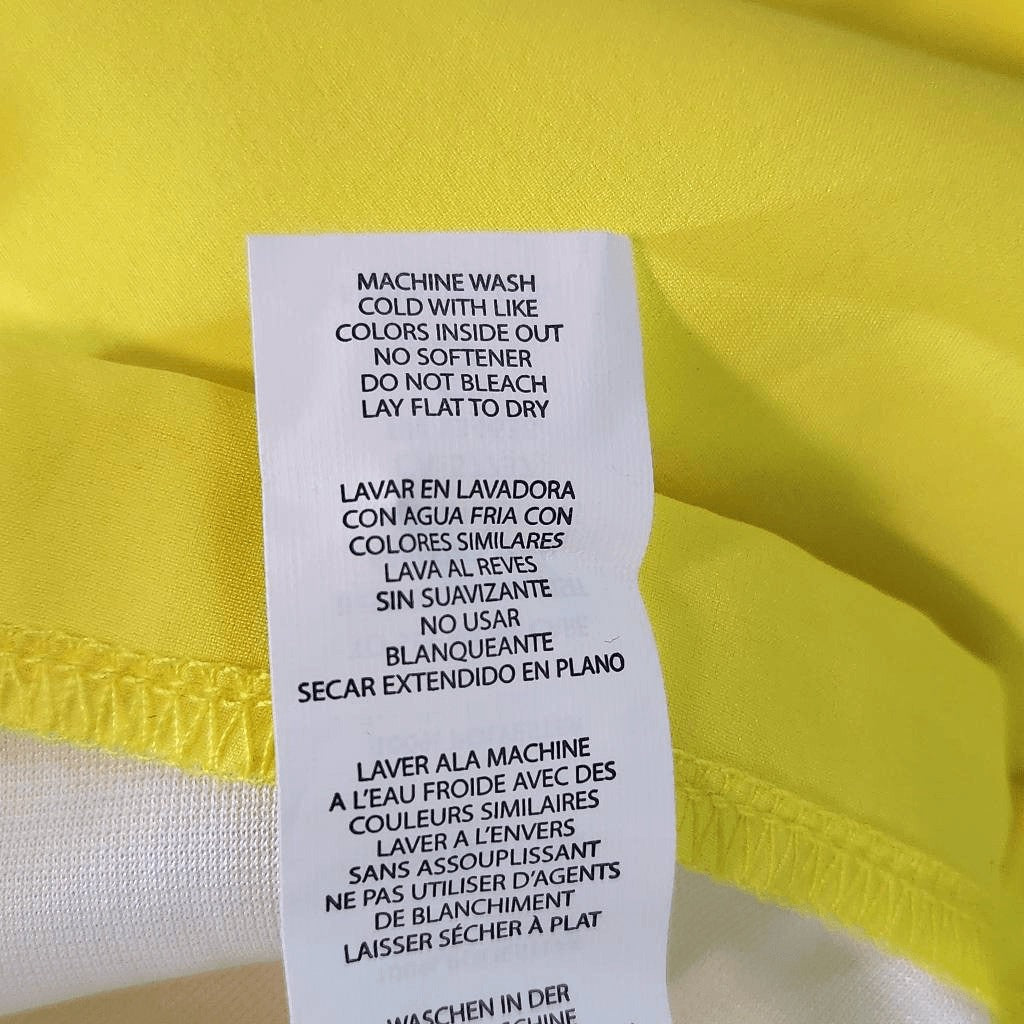 MACHINE WASH
COLD WITH LIKE
COLORS INSIDE OUT
NO SOFTENER
DO NOT BLEACH
LAY FLAT TO DRY
LAVAR EN LAVADORA
CON AGUA FRIA CON
COLORES SIMILARES
LAVA AL REVES
SIN SUAVIZANTE
NO USAR
BLANQUEANTE
SECAR EXTENDIDO EN PLANO
LAVER ALA MACHINE
A L'EAU FROIDE AVEC DES
COULEURS SIMILAIRES
LAVER A L'ENVERS
SANS ASSOUPLISSANT
NE PAS UTILISER D'AGENTS
DE BLANCHIMENT
LAISSER SÉCHER À PLAT
WASCHEN IN DER